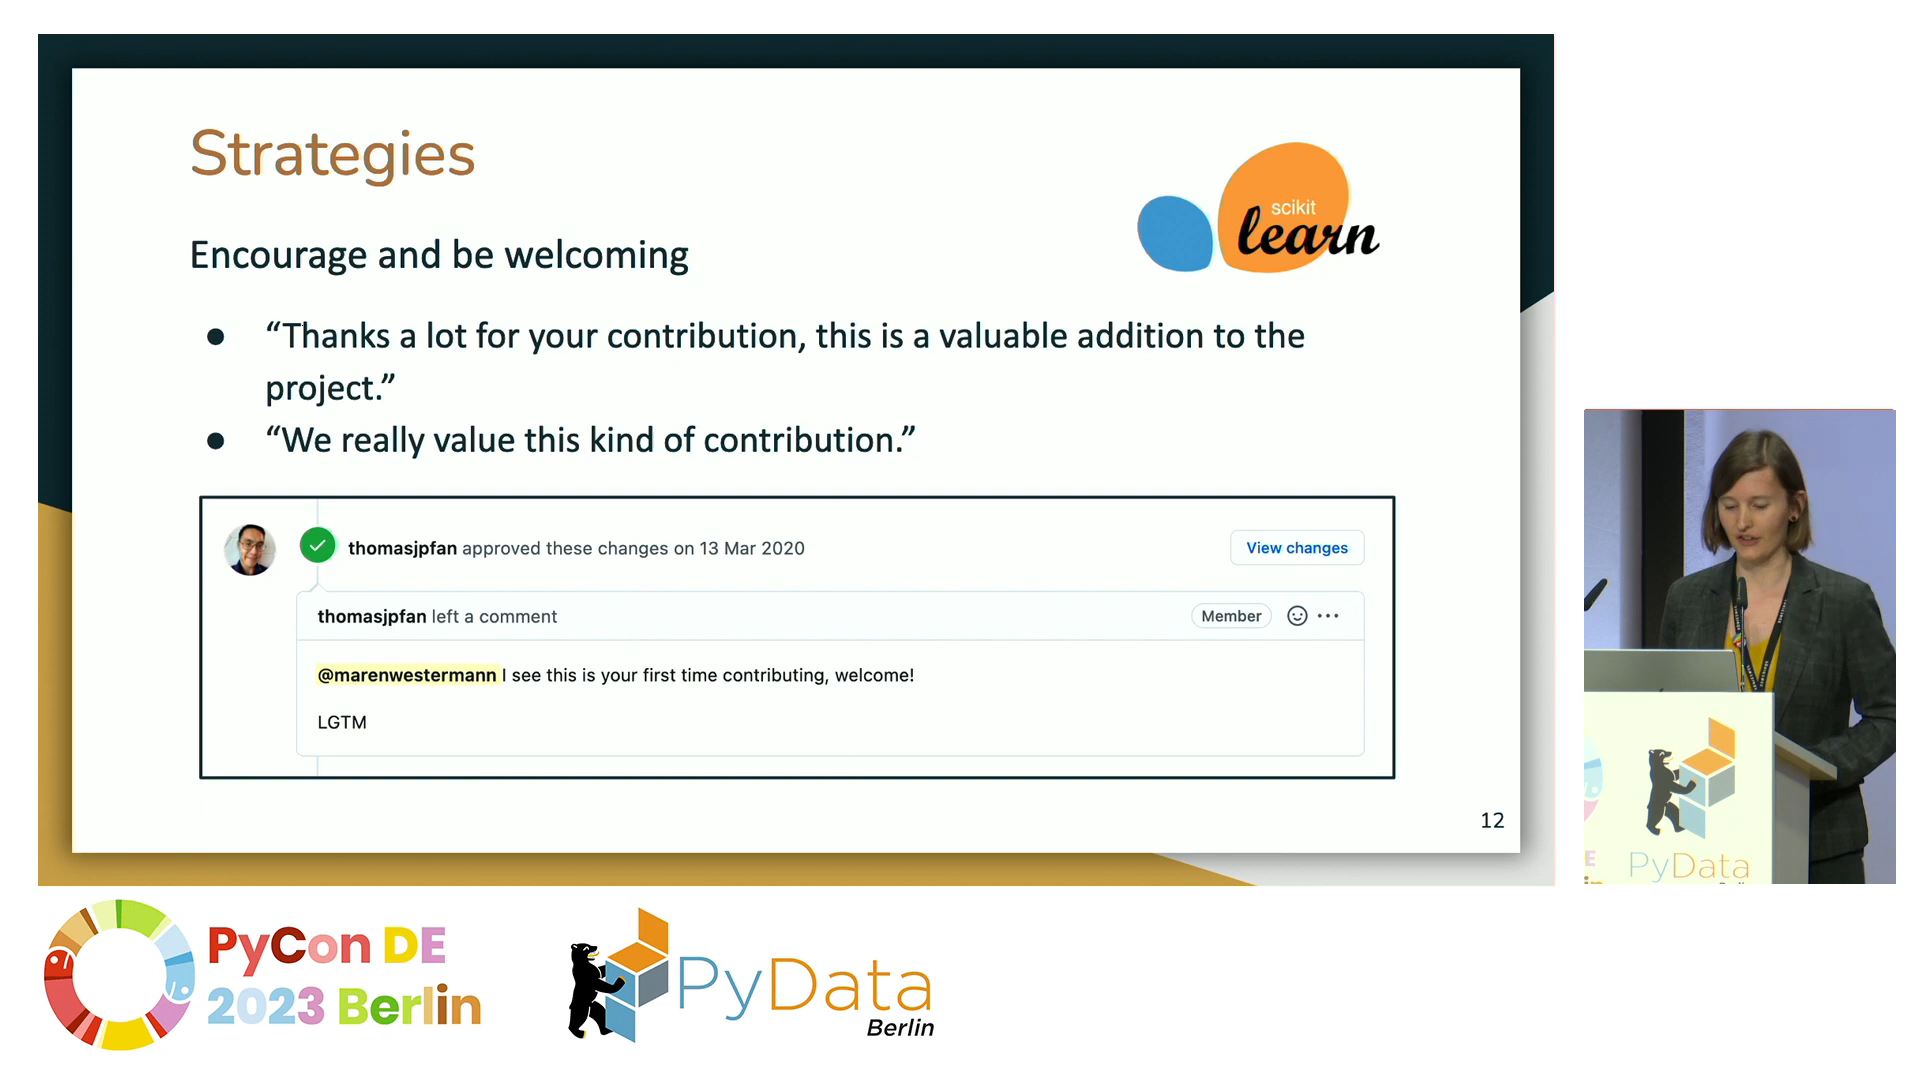 Strategies
scikit
learn
Encourage and be welcoming
● “Thanks a lot for your contribution, this is a valuable addition to the
project.”
● “We really value this kind of contribution.”
thomasjpfan approved these changes on 13 Mar 2020
View changes
thomasjpfan left a comment
Member
@marenwestermann I see this is your first time contributing, welcome!
LGTM
12
E
PyData
PyCon DE
2023 Berlin
PyData
Berlin